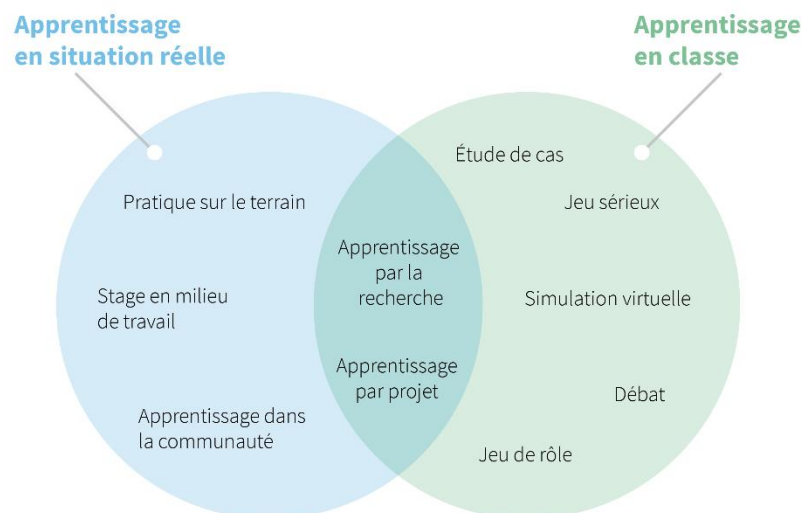 Apprentissage
en situation réelle
Apprentissage
en classe
Étude de cas
Pratique sur le terrain
Jeu sérieux
Apprentissage
par la
recherche
Stage en milieu
de travail
Simulation virtuelle
Apprentissage
par projet
Débat
Apprentissage dans
la communauté
Jeu de rôle